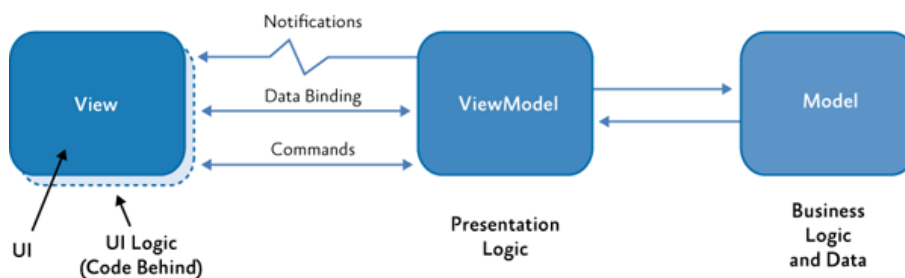 Notifications
View
Data Binding
ViewModel
Model
Commands
UI
UI Logic
(Code Behind)
Presentation
Logic
Business
Logic
and Data